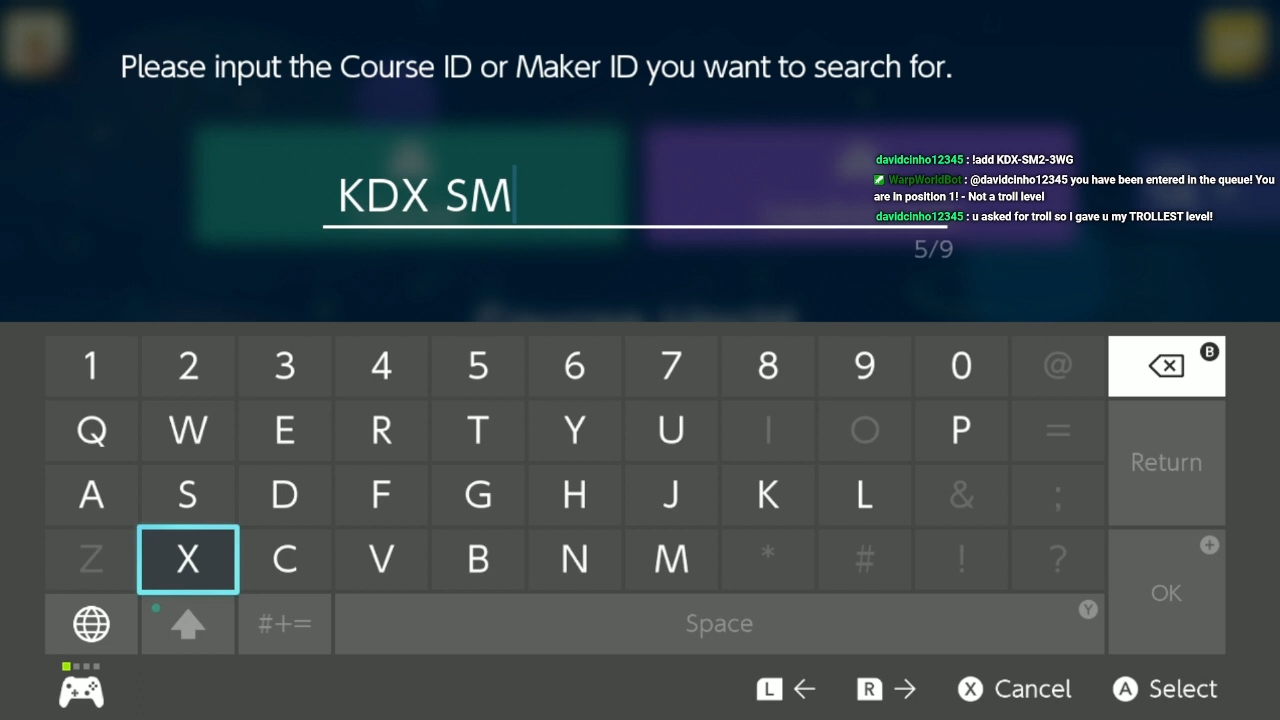 Please input the Course ID or Maker ID you want to search for.
davidcinho12345 : !add KDX-SM2-3WG
WarpWorldBot : @davidcinho12345 you have been entered in the queue! You
are in position 1! - Not a troll level
davidcinho12345 : u asked for troll so I gave u my TROLLEST level!
KDX SM
5/9
1 2 3 4 5 6 7 8 9 0 @ B
Q W E R T Y U I O P =
Return
A S D F G H J K L & ;
Z X C V B N M * # ! ? +
OK
#+= Space Y
L ← R → X Cancel A Select